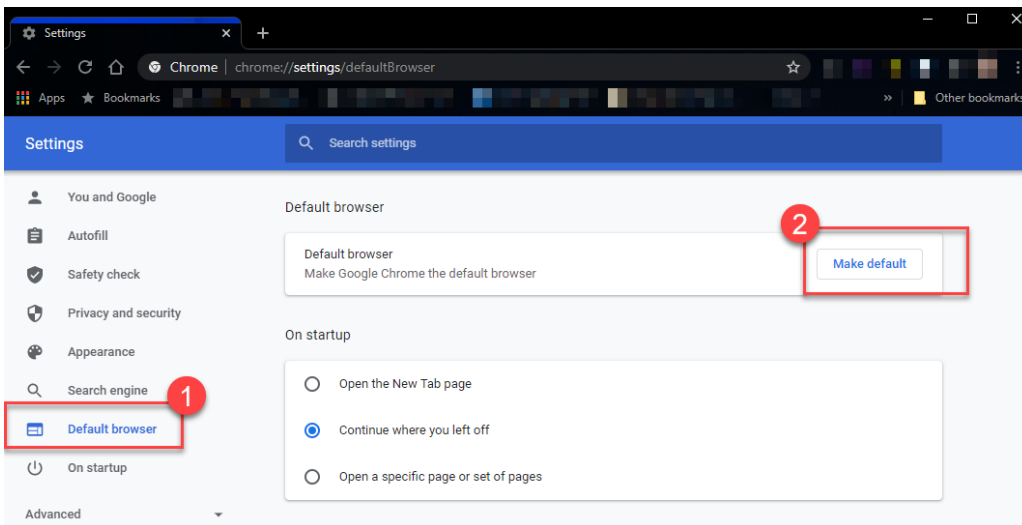 Settings
Chrome | chrome://settings/defaultBrowser
Apps
Bookmarks
»
Other bookmarks
Settings
Search settings
You and Google
Autofill
Safety check
Privacy and security
Appearance
Search engine
1
Default browser
On startup
Advanced
Default browser
2
Default browser
Make Google Chrome the default browser
Make default
On startup
Open the New Tab page
Continue where you left off
Open a specific page or set of pages